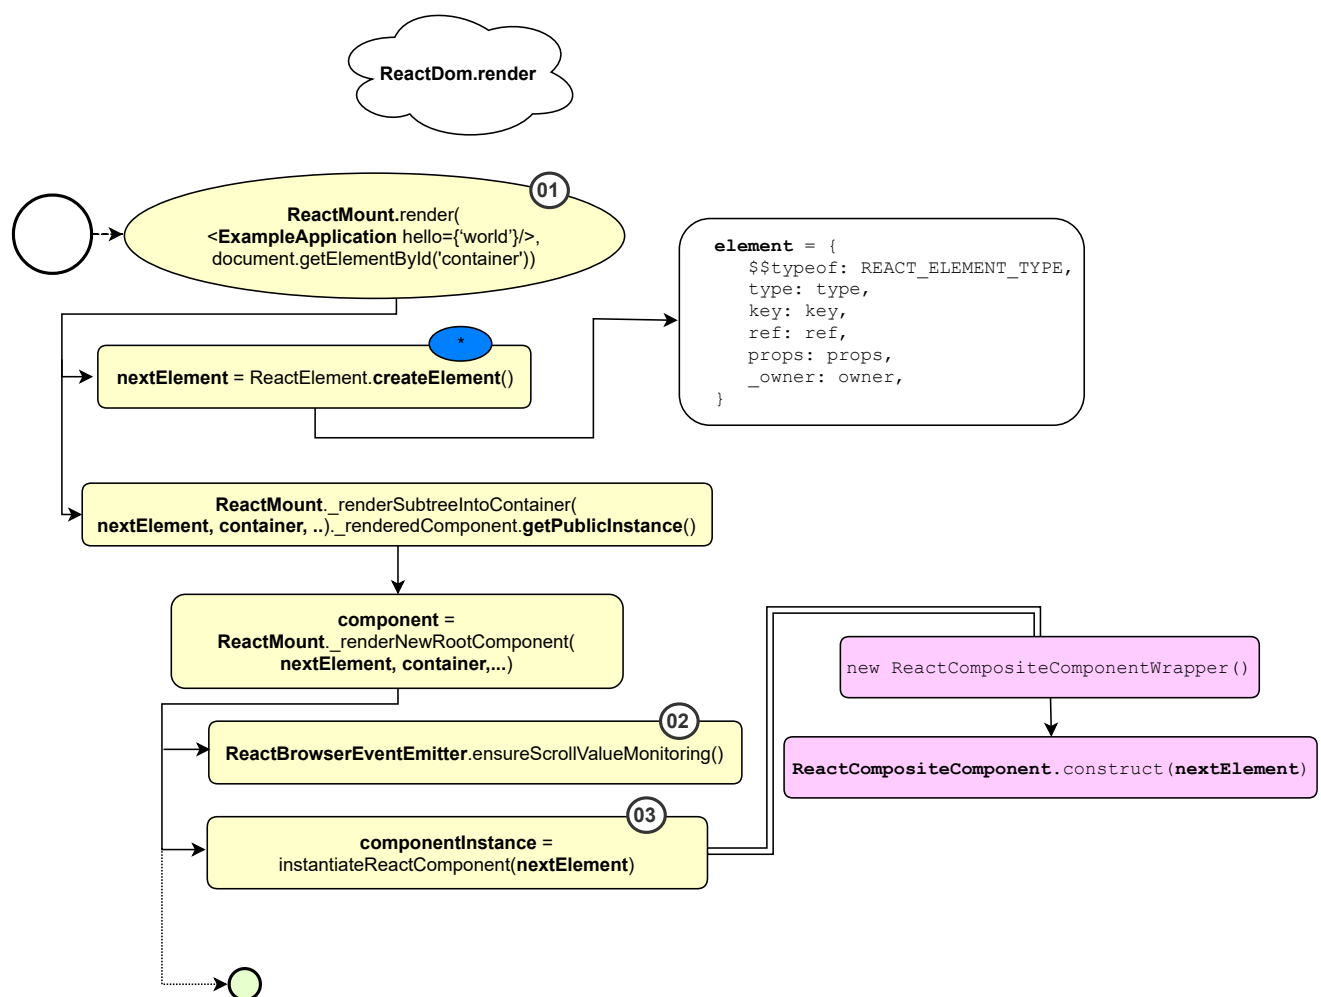 ReactDom.render
01
ReactMount.render(
<ExampleApplication hello={‘world’}/>,
document.getElementById('container'))
element = {
$$typeof: REACT_ELEMENT_TYPE,
type: type,
key: key,
ref: ref,
props: props,
_owner: owner,
}
*
nextElement = ReactElement.createElement()
ReactMount._renderSubtreeIntoContainer(
nextElement, container, ..)._renderedComponent.getPublicInstance()
component =
ReactMount._renderNewRootComponent(
nextElement, container,...)
new ReactCompositeComponentWrapper()
02
ReactBrowserEventEmitter.ensureScrollValueMonitoring()
ReactCompositeComponent.construct(nextElement)
03
componentInstance =
instantiateReactComponent(nextElement)